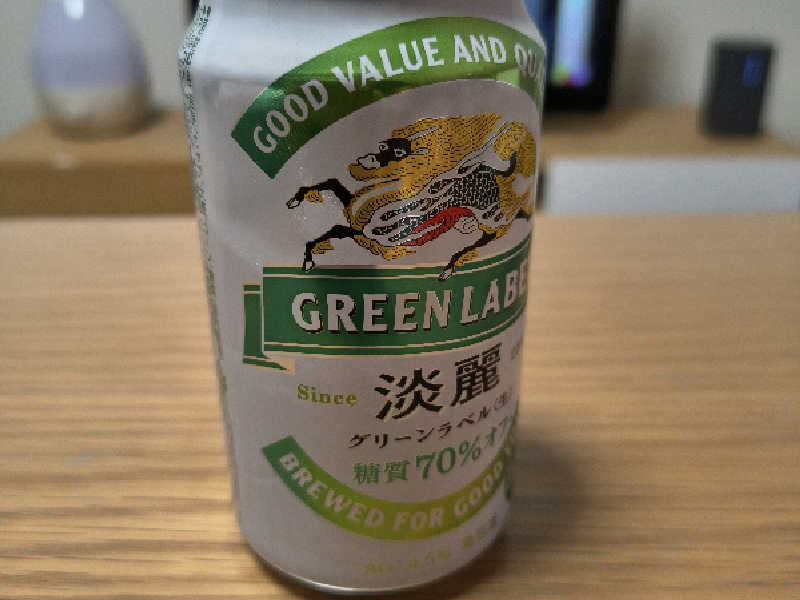 GOOD VALUE AND
GREEN LABE
Since
淡麗
グリーンラベル〈生〉
糖質70%オフ
BREWED FOR GOOD